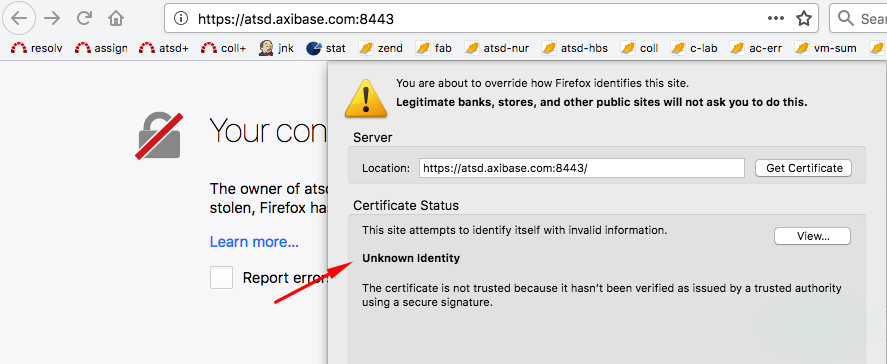 https://atsd.axibase.com:8443
resolv assign atsd+ coll+ jnk stat zend fab atsd-nur atsd-hbs coll c-lab ac-err vm-sum
You are about to override how Firefox identifies this site.
Legitimate banks, stores, and other public sites will not ask you to do this.
Your con
Server
Location: https://atsd.axibase.com:8443/ Get Certificate
The owner of atsd
stolen, Firefox ha
Certificate Status
This site attempts to identify itself with invalid information.
View...
Learn more...
Unknown Identity
Report error
The certificate is not trusted because it hasn't been verified as issued by a trusted authority
using a secure signature.